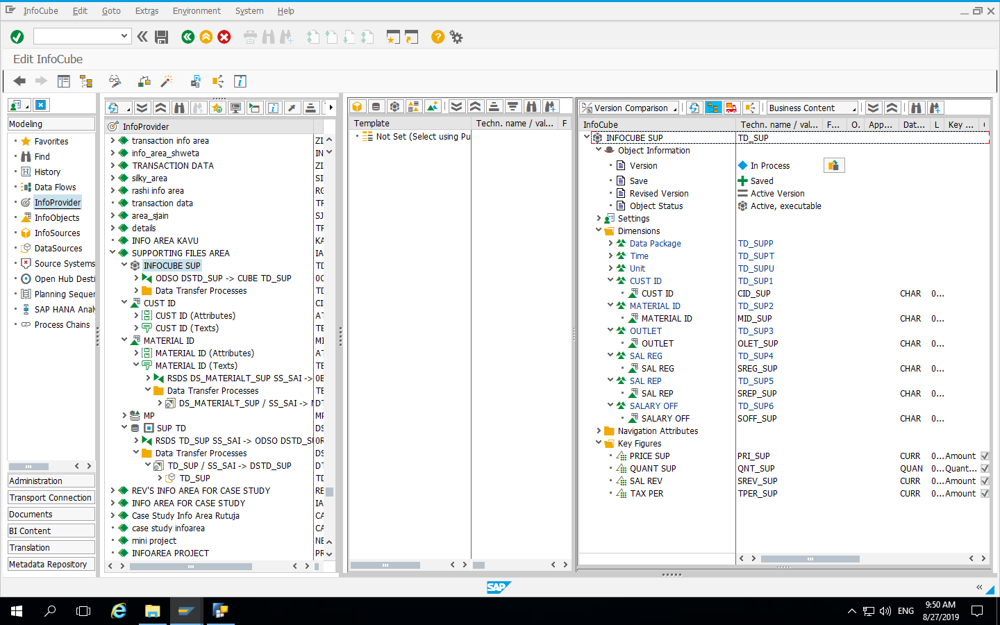 InfoCube Edit Goto Extras Environment System Help
Edit InfoCube
Modeling
Favorites
Find
History
Data Flows
InfoProvider
InfoObjects
InfoSources
DataSources
Source Systems
Open Hub Desti
Planning Sequer
SAP HANA Anal
Process Chains
Administration
Transport Connection
Documents
BI Content
Translation
Metadata Repository
InfoProvider
transaction info area ZI
info_area_shweta IN
TRANSACTION DATA ZI
silky_area SI
rashi info area RG
transaction data TR
area_sjain SJ
details TR
INFO AREA KAVU KA
SUPPORTING FILES AREA IA
INFOCUBE SUP TD
ODSO DSTD_SUP -> CUBE TD_SUP 0C
Data Transfer Processes TD
CUST ID CI
CUST ID (Attributes) AT
CUST ID (Texts) TE
MATERIAL ID MI
MATERIAL ID (Attributes) AT
MATERIAL ID (Texts) TE
RSDS DS_MATERIALT_SUP SS_SAI -> 0B
Data Transfer Processes TE
DS_MATERIALT_SUP / SS_SAI -> DT
MP MP
SUP TD DS
RSDS TD_SUP SS_SAI -> ODSO DSTD_SU 0R
Data Transfer Processes DS
TD_SUP / SS_SAI -> DSTD_SUP DT
TD_SUP TD
REV'S INFO AREA FOR CASE STUDY RE
INFO AREA FOR CASE STUDY IA
Case Study Info Area Rutuja CA
case study infoarea CA
mini project NE
INFOAREA PROJECT PR
Template Techn. name / val... F
Not Set (Select using Pu
Version Comparison Business Content
InfoCube Techn. name / val... F... O. App... Dat... L Key ...
INFOCUBE SUP TD_SUP
Object Information
Version In Process
Save Saved
Revised Version Active Version
Object Status Active, executable
Settings
Dimensions
Data Package TD_SUPP
Time TD_SUPT
Unit TD_SUPU
CUST ID TD_SUP1
CUST ID CID_SUP CHAR 0...
MATERIAL ID TD_SUP2
MATERIAL ID MID_SUP CHAR 0...
OUTLET TD_SUP3
OUTLET OLET_SUP CHAR 0...
SAL REG TD_SUP4
SAL REG SREG_SUP CHAR 0...
SAL REP TD_SUP5
SAL REP SREP_SUP CHAR 0...
SALARY OFF TD_SUP6
SALARY OFF SOFF_SUP CHAR 0...
Navigation Attributes
Key Figures
PRICE SUP PRI_SUP CURR 0... Amount
QUANT SUP QNT_SUP QUAN 0... Quant...
SAL REV SREV_SUP CURR 0... Amount
TAX PER TPER_SUP CURR 0... Amount
SAP
ENG
9:50 AM
8/27/2019